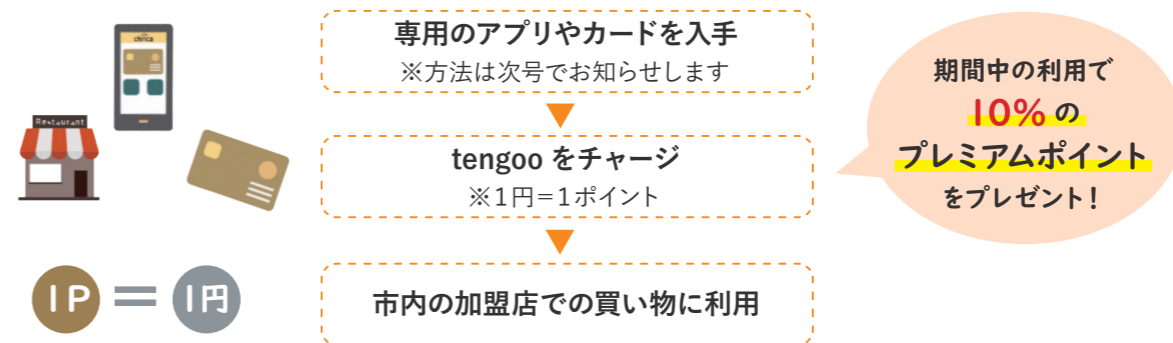 chiica
Restaurant
1P=1円
専用のアプリやカードを入手
※方法は次号でお知らせします
tengoo をチャージ
※1円=1ポイント
市内の加盟店での買い物に利用
期間中の利用で
10% の
プレミアムポイント
をプレゼント!